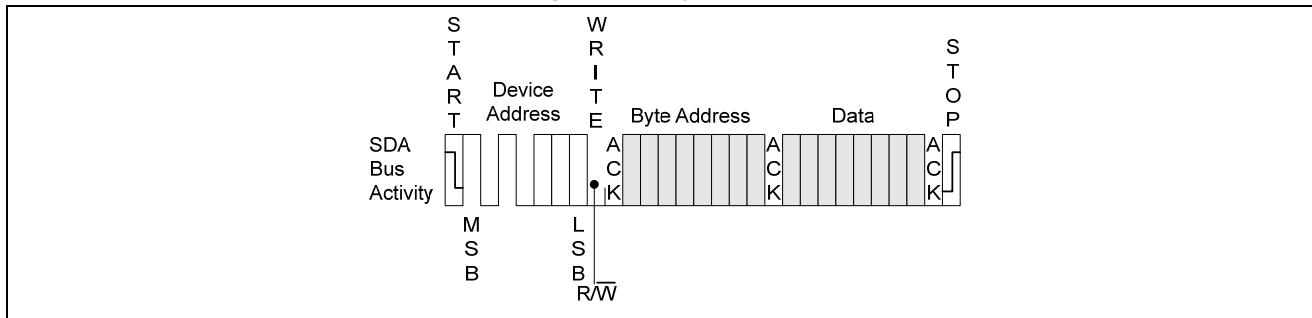 START
WRITE
STOP
Device
Address
Byte Address
Data
SDA
Bus
Activity
ACK
ACK
ACK
MSB
LSB
R/W̅